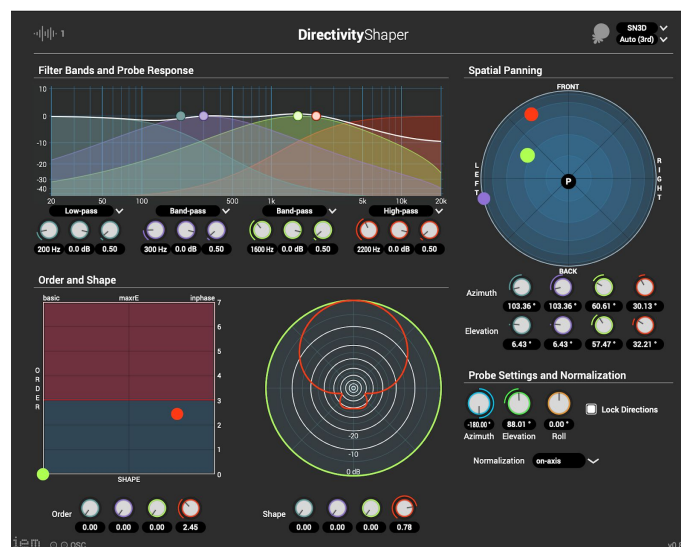 1
DirectivityShaper
SN3D
Auto (3rd)
Filter Bands and Probe Response
10
0
-10
-20
-30
-40
20 50 100 500 1k 5k 10k 20k
Low-pass Band-pass Band-pass High-pass
200 Hz 0.0 dB 0.50 300 Hz 0.0 dB 0.50 1600 Hz 0.0 dB 0.50 2200 Hz 0.0 dB 0.50
Spatial Panning
FRONT
LEFT
P
RIGHT
BACK
Azimuth
103.36 ° 103.36 ° 60.61 ° 30.13 °
Elevation
6.43 ° 6.43 ° 57.47 ° 32.21 °
Order and Shape
basic maxrE inphase
7
6
5
4
3
2
1
0
ORDER
SHAPE
-20
-10
0 dB
Order
0.00 0.00 0.00 2.45
Shape
0.00 0.00 0.00 0.78
Probe Settings and Normalization
-180.00 ° 88.01 ° 0.00 °
Azimuth Elevation Roll
Lock Directions
Normalization on-axis
iem OSC